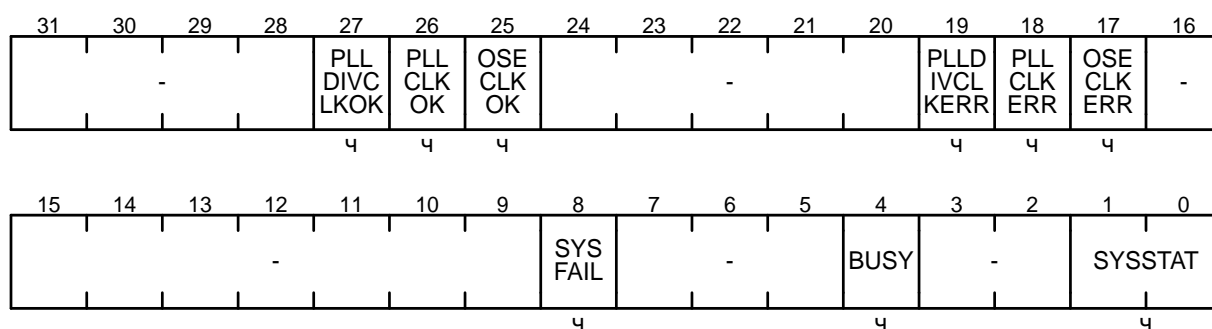 31 30 29 28 27 26 25 24 23 22 21 20 19 18 17 16
- PLL DIVC LKOK PLL CLK OK OSE CLK OK - PLLD IVCL KERR PLL CLK ERR OSE CLK ERR -
ч ч ч ч ч ч
15 14 13 12 11 10 9 8 7 6 5 4 3 2 1 0
- SYS FAIL - BUSY - SYSSTAT
ч ч ч